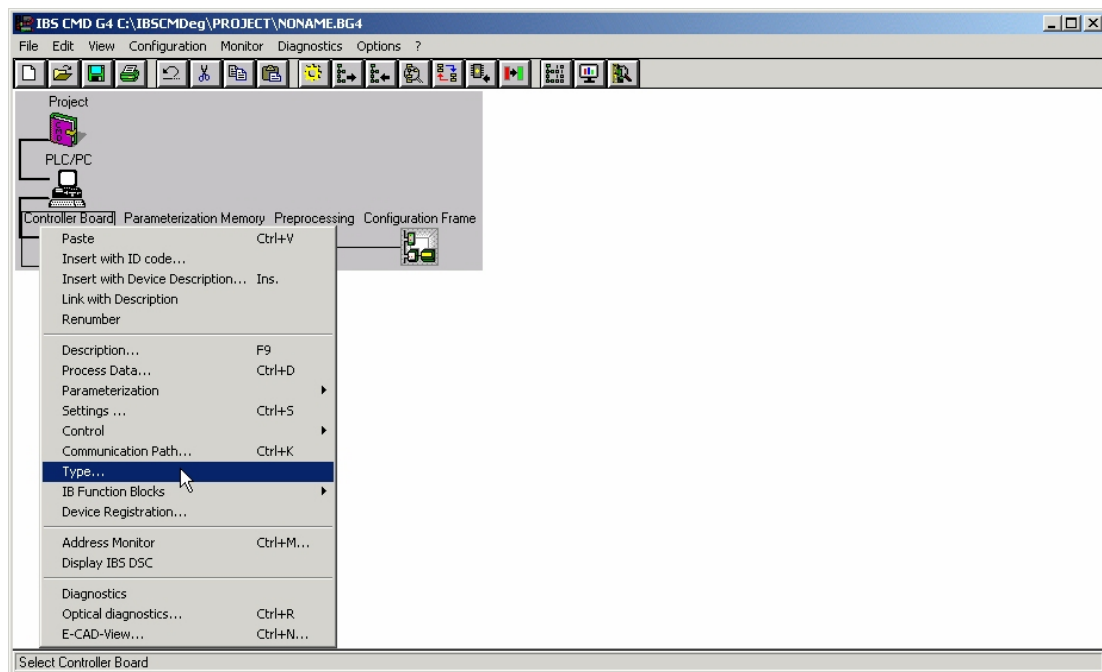 IBS CMD G4 C:\IBSCMDeg\PROJECT\NONAME.BG4
File Edit View Configuration Monitor Diagnostics Options ?
Project
PLC/PC
Controller Board Parameterization Memory Preprocessing Configuration Frame
Paste Ctrl+V
Insert with ID code...
Insert with Device Description... Ins.
Link with Description
Renumber
Description... F9
Process Data... Ctrl+D
Parameterization
Settings ... Ctrl+S
Control
Communication Path... Ctrl+K
Type...
IB Function Blocks
Device Registration...
Address Monitor Ctrl+M...
Display IBS DSC
Diagnostics
Optical diagnostics... Ctrl+R
E-CAD-View... Ctrl+N...
Select Controller Board